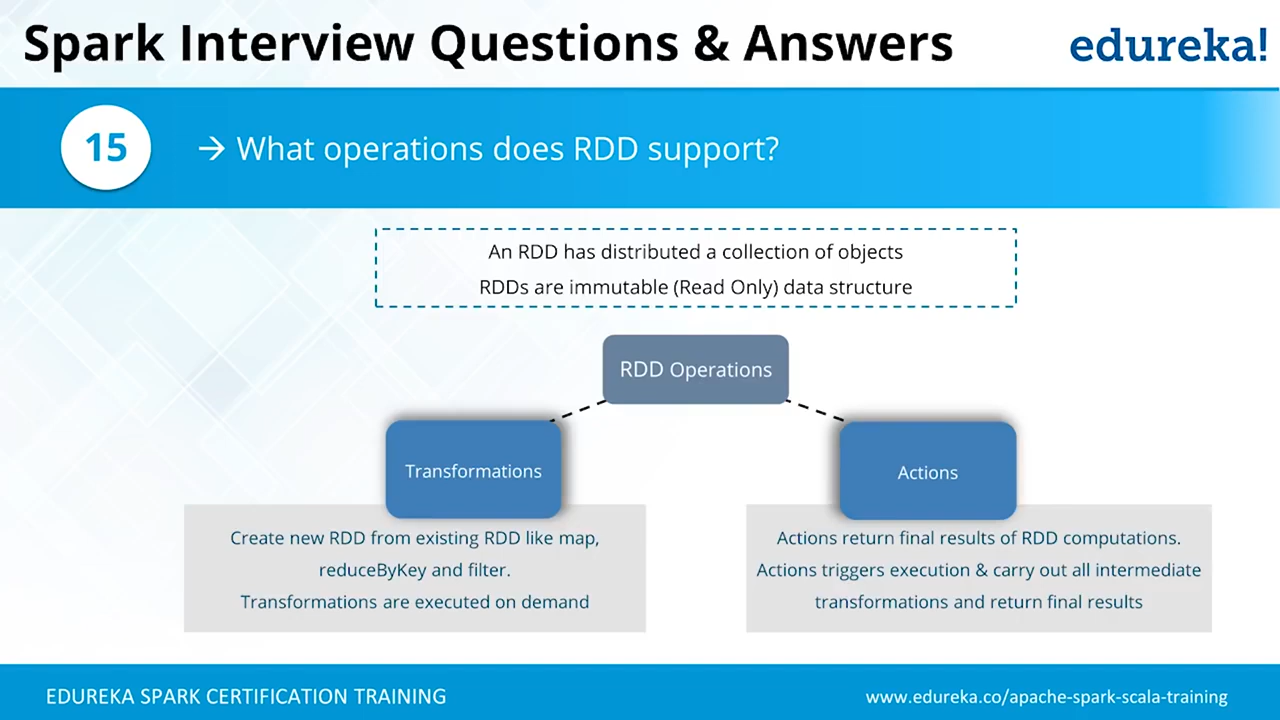 Spark Interview Questions & Answers
edureka!
15
→ What operations does RDD support?
An RDD has distributed a collection of objects
RDDs are immutable (Read Only) data structure
RDD Operations
Transformations
Create new RDD from existing RDD like map,
reduceByKey and filter.
Transformations are executed on demand
Actions
Actions return final results of RDD computations.
Actions triggers execution & carry out all intermediate
transformations and return final results
EDUREKA SPARK CERTIFICATION TRAINING
www.edureka.co/apache-spark-scala-training